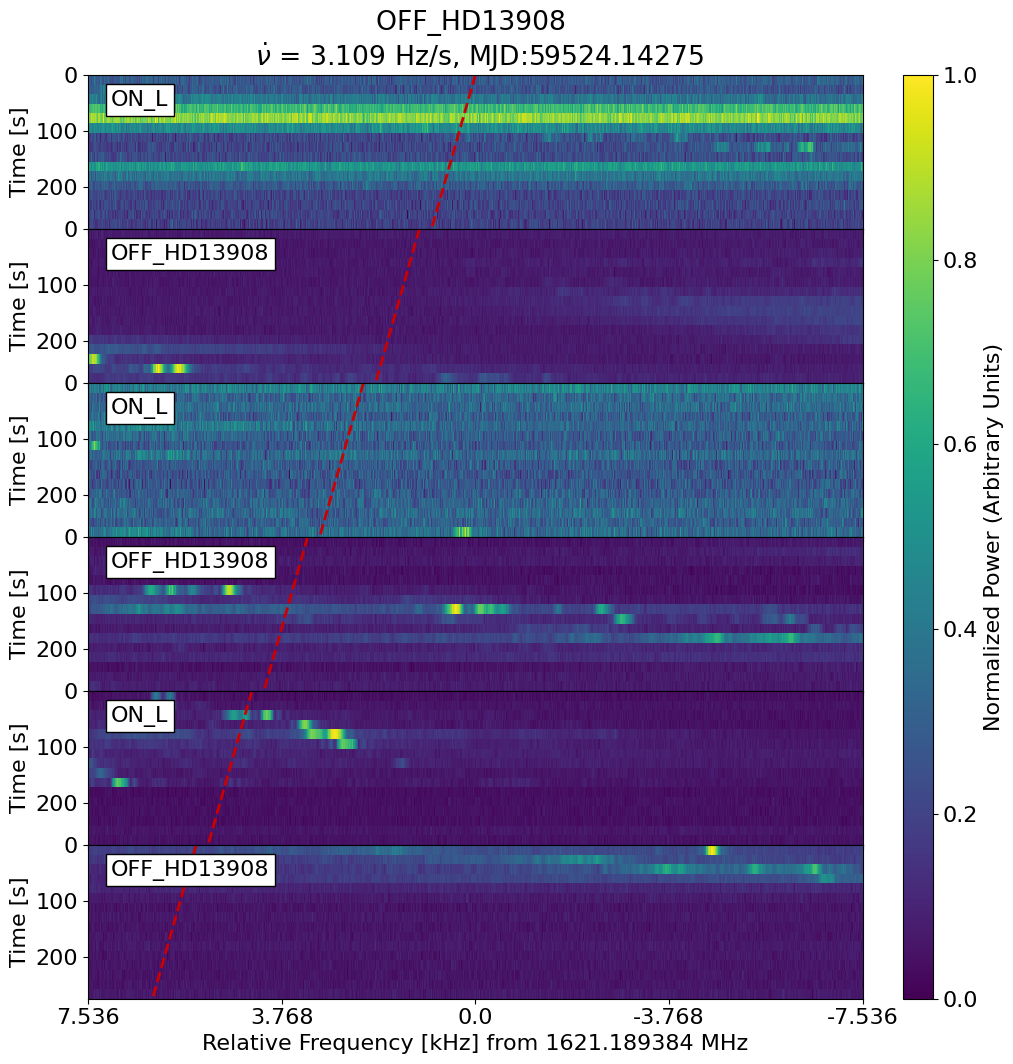 OFF_HD13908
ν̇ = 3.109 Hz/s, MJD:59524.14275
0
ON_L
100
200
Time [s]
0
OFF_HD13908
100
200
Time [s]
0
ON_L
100
200
Time [s]
0
OFF_HD13908
100
200
Time [s]
0
ON_L
100
200
Time [s]
0
OFF_HD13908
100
200
Time [s]
7.536 3.768 0.0 -3.768 -7.536
Relative Frequency [kHz] from 1621.189384 MHz
1.0
0.8
0.6
0.4
0.2
0.0
Normalized Power (Arbitrary Units)